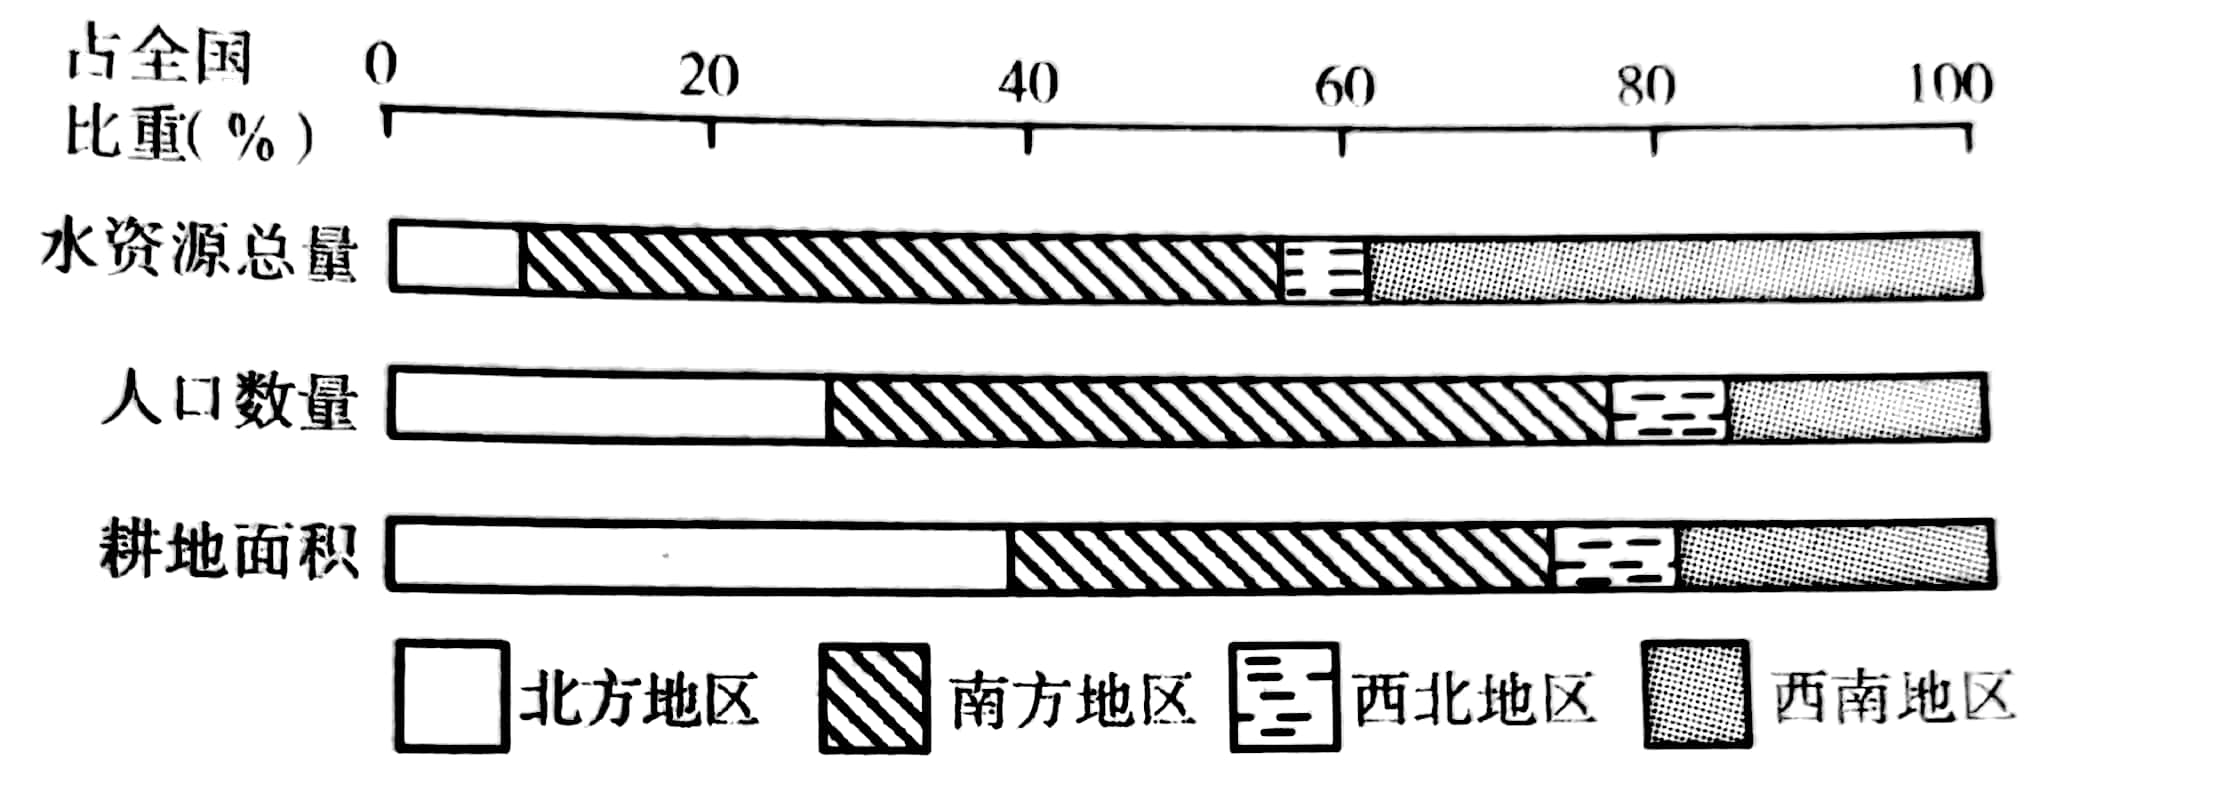 占全国
比重(%)
0 20 40 60 80 100
水资源总量
人口数量
耕地面积
北方地区 南方地区 西北地区 西南地区